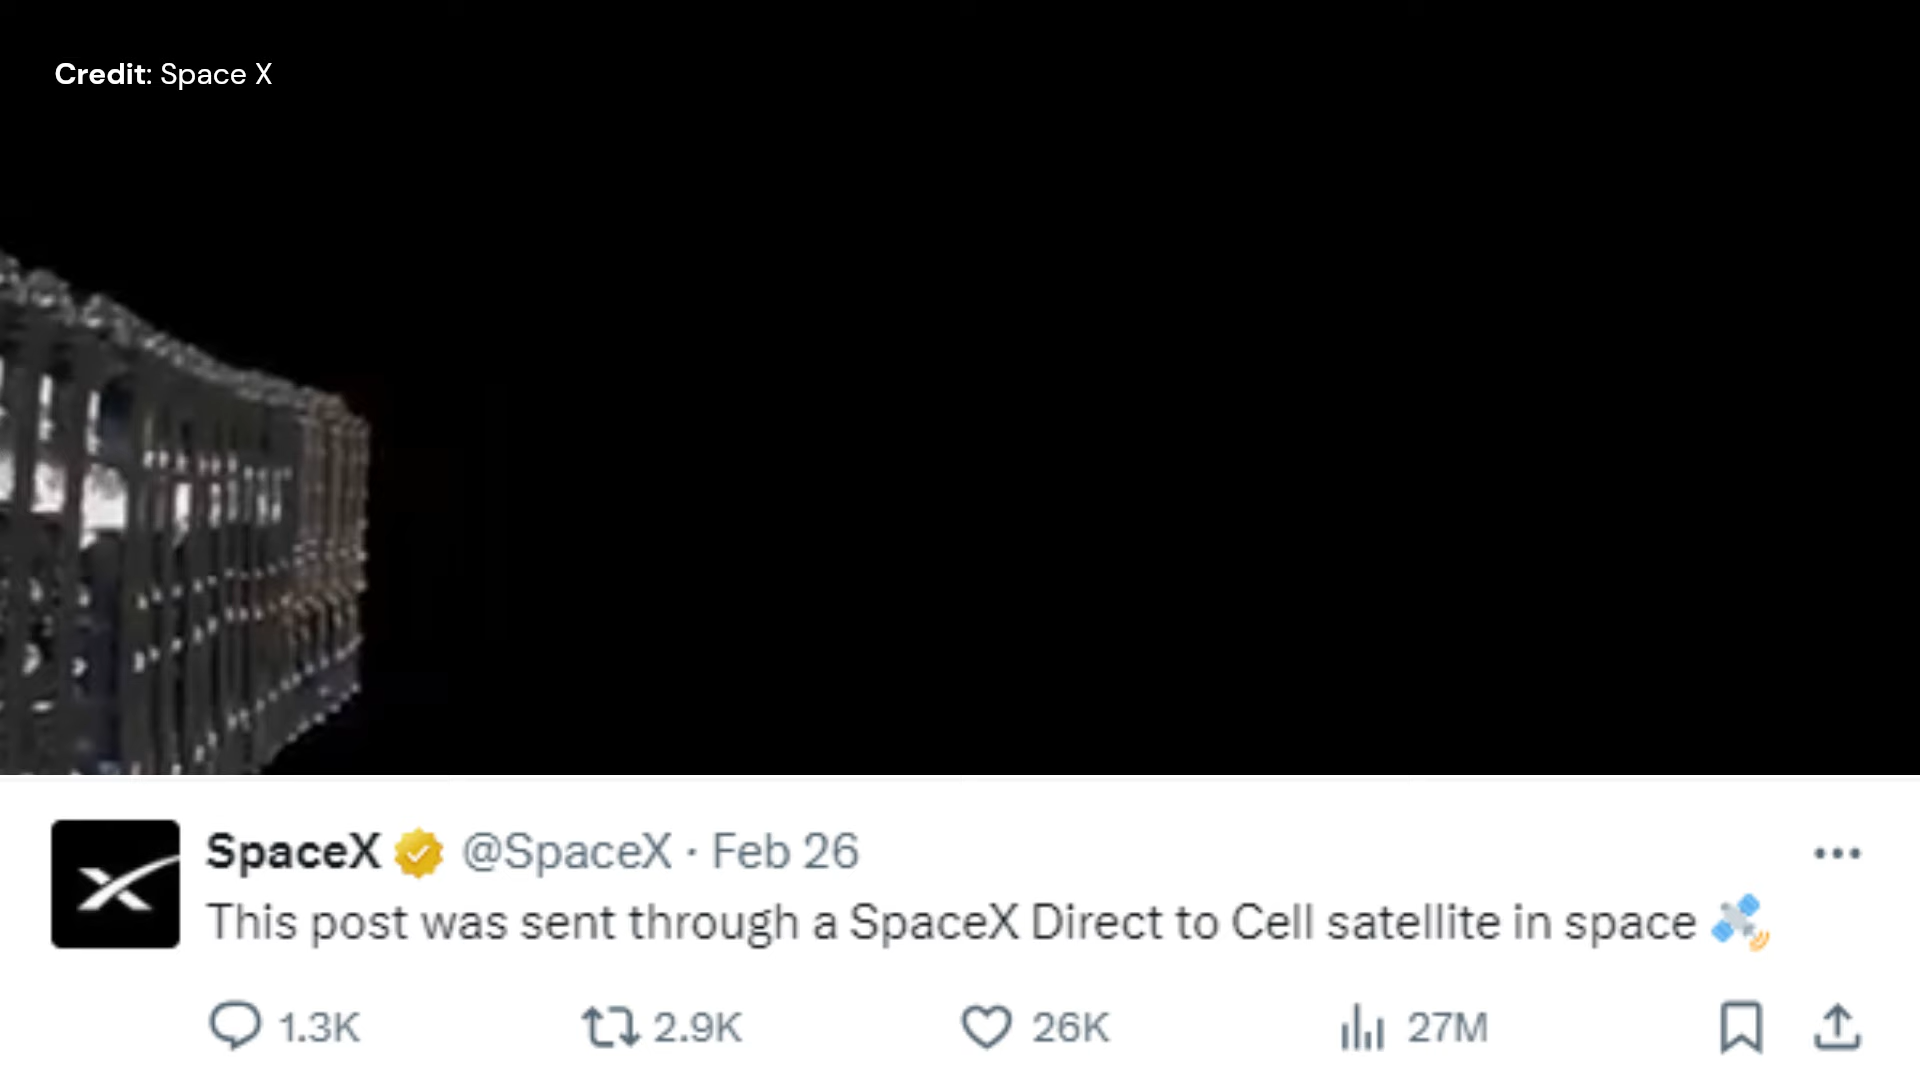 Credit: Space X
SpaceX @SpaceX · Feb 26
This post was sent through a SpaceX Direct to Cell satellite in space 🛰️
1.3K 2.9K 26K 27M